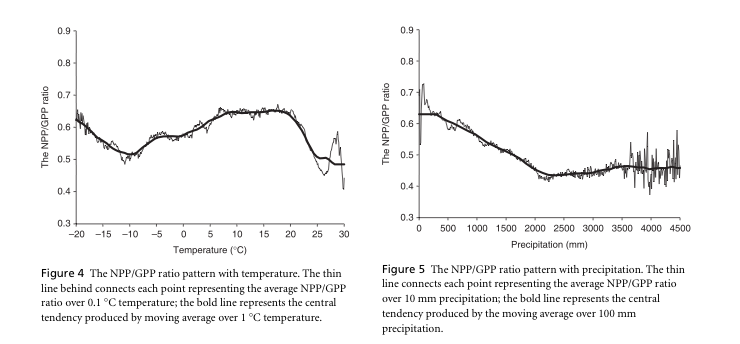 0.9
0.8
0.7
0.6
0.5
0.4
0.3
The NPP/GPP ratio
−20 −15 −10 −5 0 5 10 15 20 25 30
Temperature (°C)
Figure 4 The NPP/GPP ratio pattern with temperature. The thin
line behind connects each point representing the average NPP/GPP
ratio over 0.1 °C temperature; the bold line represents the central
tendency produced by moving average over 1 °C temperature.
0.9
0.8
0.7
0.6
0.5
0.4
0.3
The NPP/GPP ratio
0 500 1000 1500 2000 2500 3000 3500 4000 4500
Precipitation (mm)
Figure 5 The NPP/GPP ratio pattern with precipitation. The thin
line connects each point representing the average NPP/GPP ratio
over 10 mm precipitation; the bold line represents the central
tendency produced by the moving average over 100 mm
precipitation.